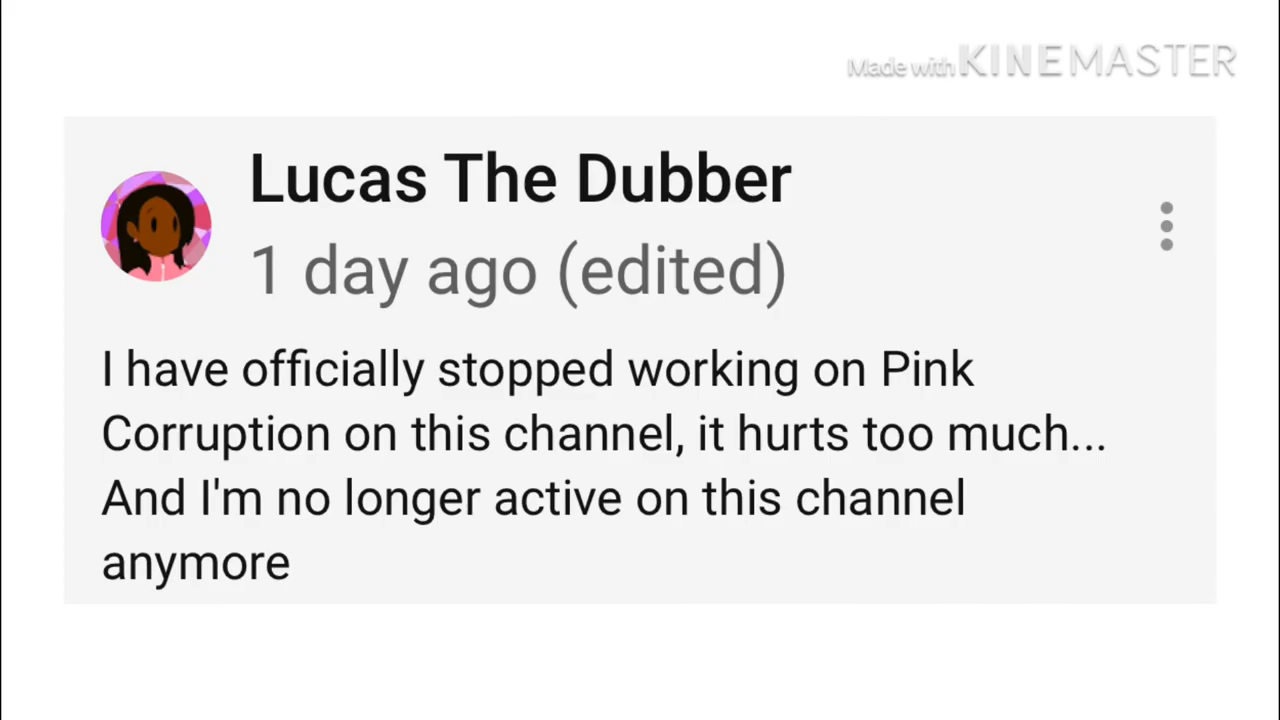 Made with KINEMASTER
Lucas The Dubber
1 day ago (edited)
I have officially stopped working on Pink
Corruption on this channel, it hurts too much...
And I'm no longer active on this channel
anymore